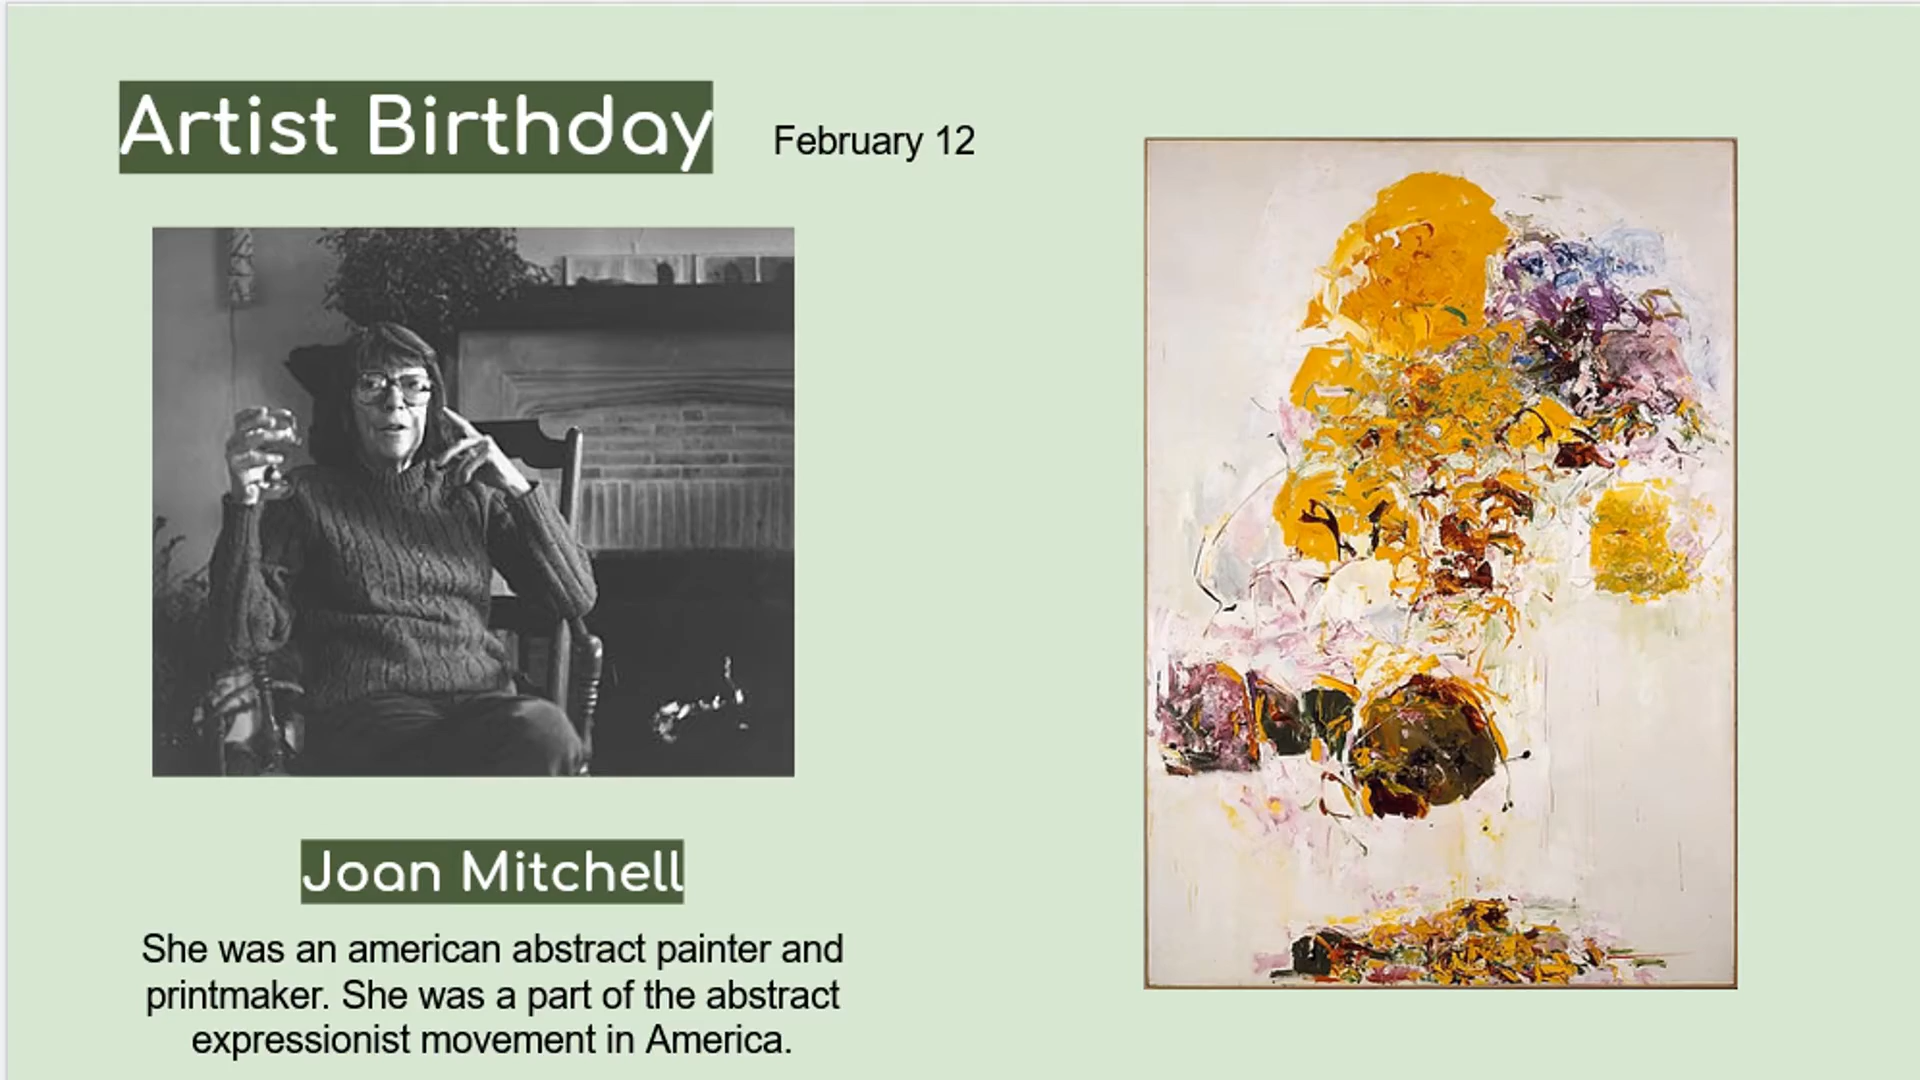 Artist Birthday
February 12
Joan Mitchell
She was an american abstract painter and
printmaker. She was a part of the abstract
expressionist movement in America.